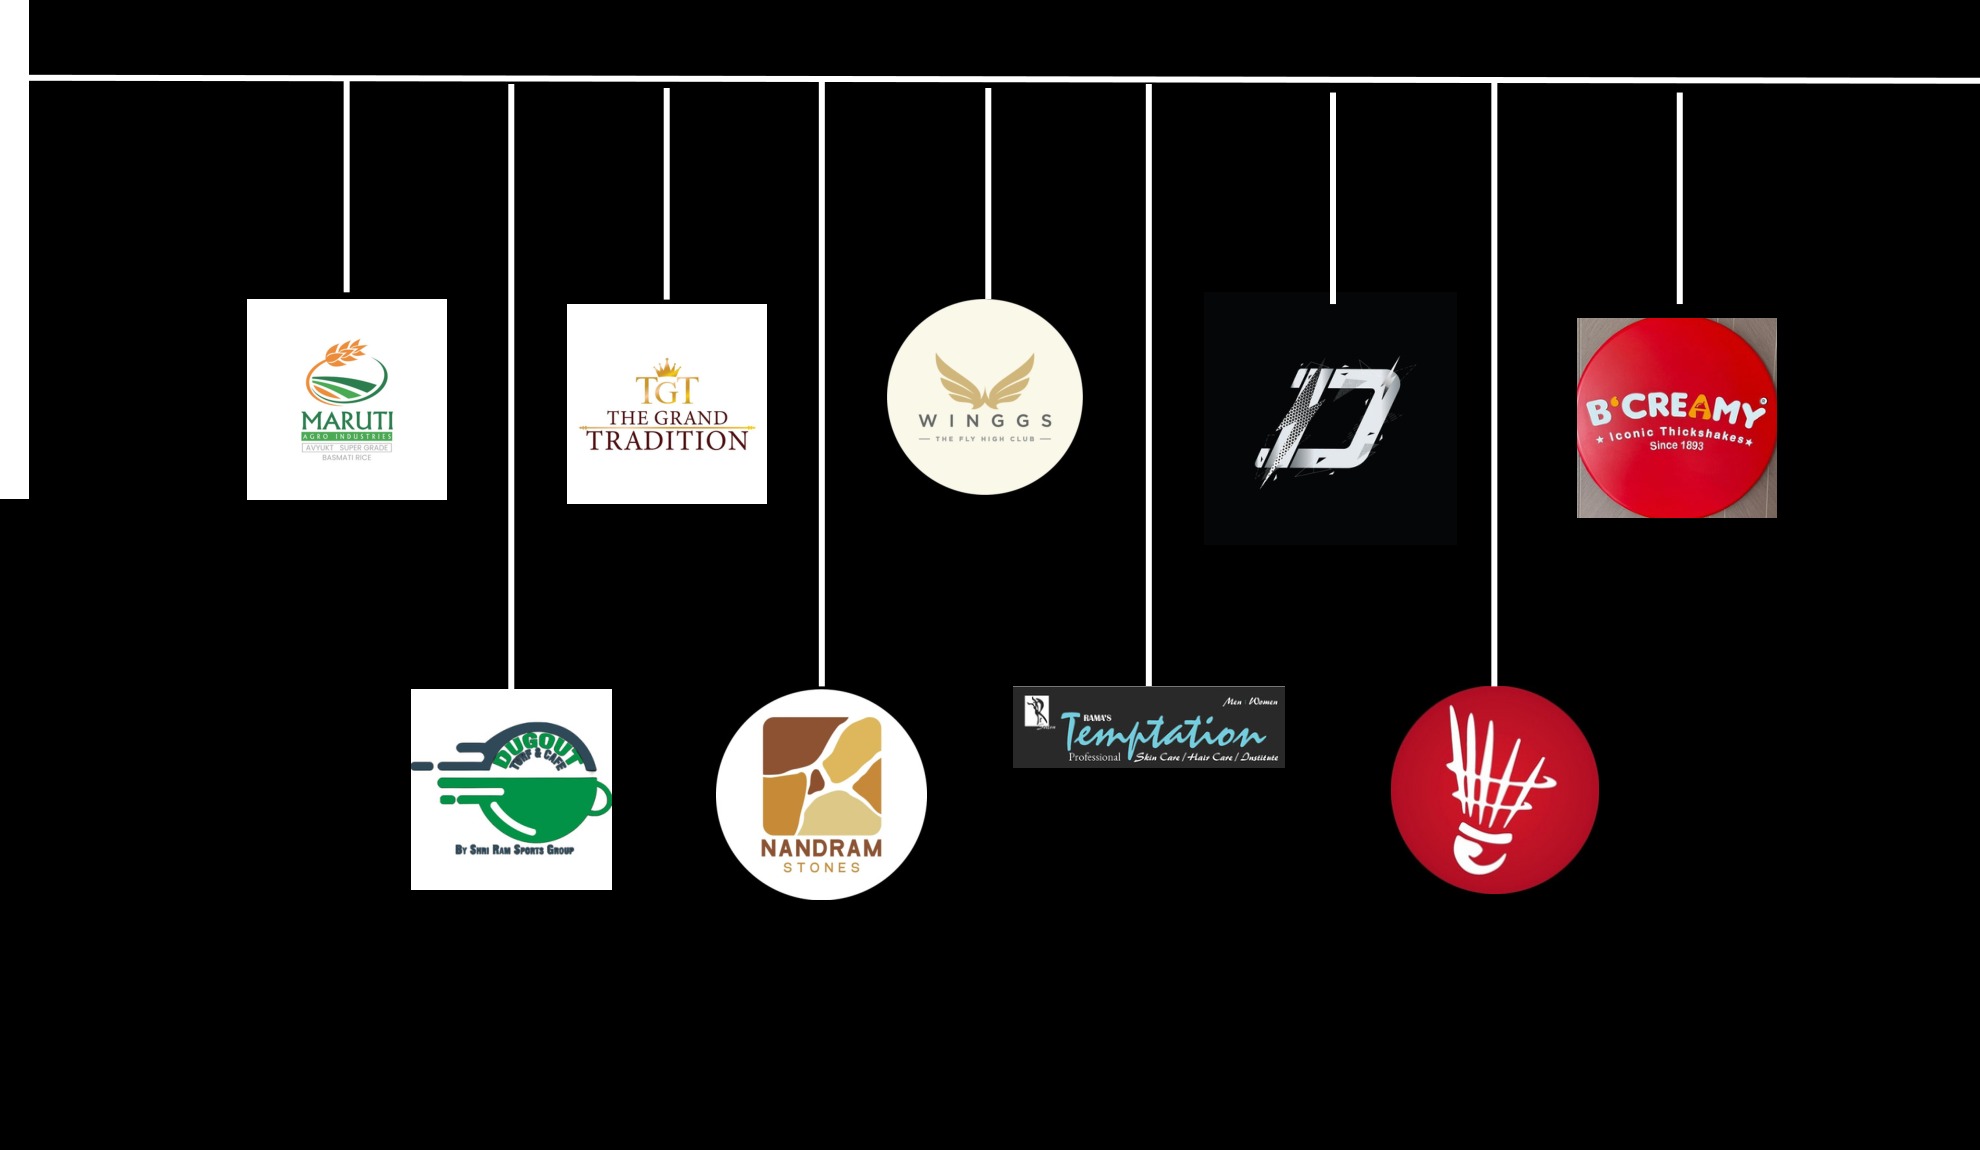 MARUTI
AGRO INDUSTRIES
AVYUKT SUPER GRADE
BASMATI RICE
TGT
THE GRAND
TRADITION
WINGGS
THE FLY HIGH CLUB
D
B'CREAMY
Iconic Thickshakes
Since 1893
DUGOUT
TURF & CAFE
BY SHRI RAM SPORTS GROUP
NANDRAM
STONES
Men Women
RAMA'S
Temptation
Professional Skin Care / Hair Care / Institute